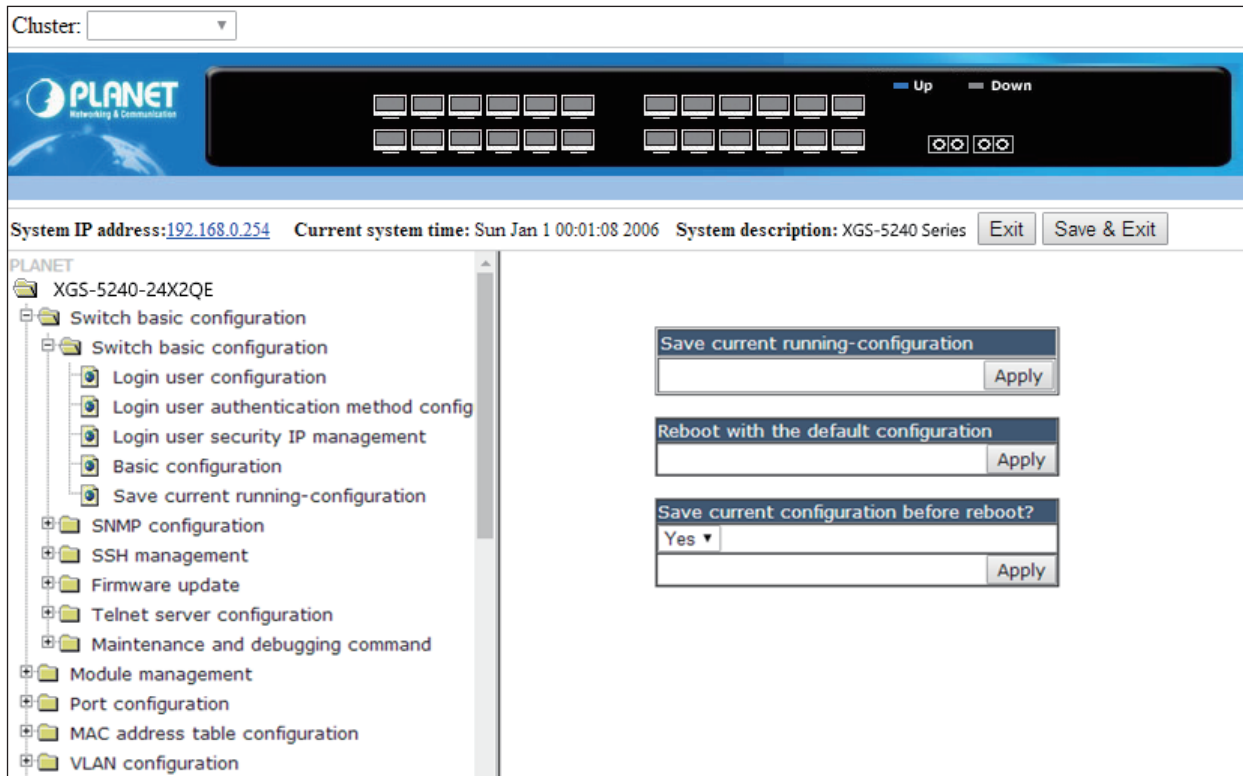 Cluster:
PLANET
Networking & Communication
Up
Down
System IP address:192.168.0.254 Current system time: Sun Jan 1 00:01:08 2006 System description: XGS-5240 Series Exit Save & Exit
PLANET
XGS-5240-24X2QE
Switch basic configuration
Switch basic configuration
Login user configuration
Login user authentication method config
Login user security IP management
Basic configuration
Save current running-configuration
SNMP configuration
SSH management
Firmware update
Telnet server configuration
Maintenance and debugging command
Module management
Port configuration
MAC address table configuration
VLAN configuration
Save current running-configuration
Apply
Reboot with the default configuration
Apply
Save current configuration before reboot?
Yes
Apply